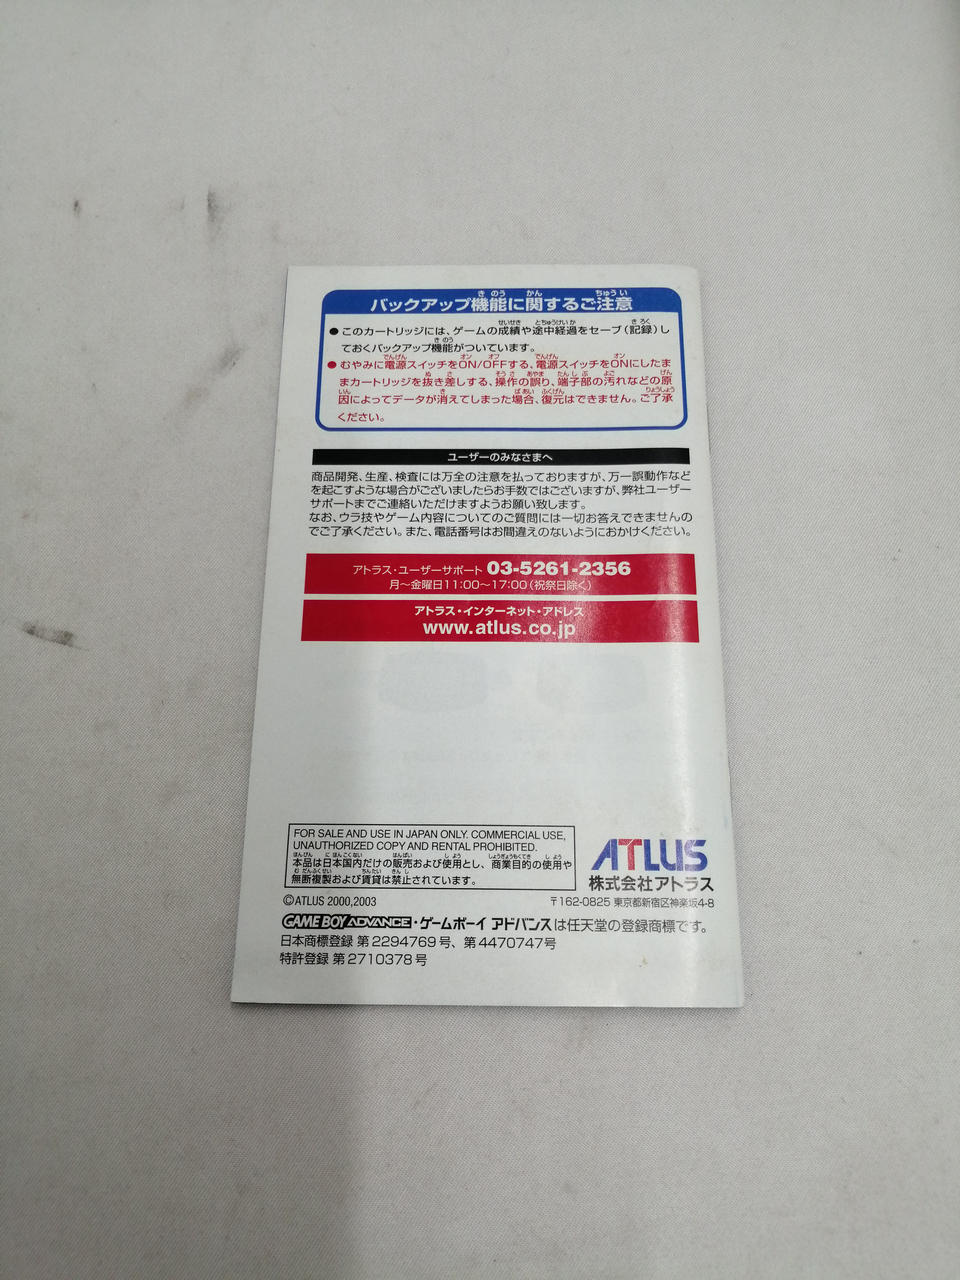 バックアップ機能に関するご注意
●このカートリッジには、ゲームの成績や途中経過をセーブ（記録）し
ておくバックアップ機能がついています。
●むやみに電源スイッチをON/OFFする、電源スイッチをONにしたま
まカートリッジを抜き差しする、操作の誤り、端子部の汚れなどの原
因によってデータが消えてしまった場合、復元はできません。ご了承
ください。
ユーザーのみなさまへ
商品開発、生産、検査には万全の注意を払っておりますが、万一誤動作など
を起こすような場合がございましたらお手数ではございますが、弊社ユーザー
サポートまでご連絡いただけますようお願い致します。
なお、ウラ技やゲーム内容についてのご質問には一切お答えできませんの
でご了承ください。また、電話番号はお間違えのないようにおかけください。
アトラス・ユーザーサポート 03-5261-2356
月～金曜日11:00～17:00（祝祭日除く）
アトラス・インターネット・アドレス
www.atlus.co.jp
FOR SALE AND USE IN JAPAN ONLY. COMMERCIAL USE,
UNAUTHORIZED COPY AND RENTAL PROHIBITED.
本品は日本国内だけの販売および使用とし、商業目的の使用や
無断複製および賃貸は禁止されています。
©ATLUS 2000,2003
ATLUS
株式会社アトラス
〒162-0825 東京都新宿区神楽坂4-8
GAME BOY ADVANCE・ゲームボーイ アドバンスは任天堂の登録商標です。
日本商標登録 第2294769号、第4470747号
特許登録 第2710378号